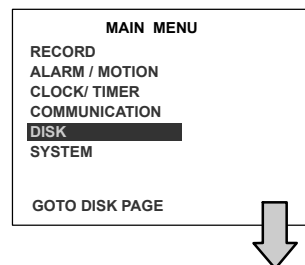 MAIN MENU
RECORD
ALARM / MOTION
CLOCK/ TIMER
COMMUNICATION
DISK
SYSTEM
GOTO DISK PAGE